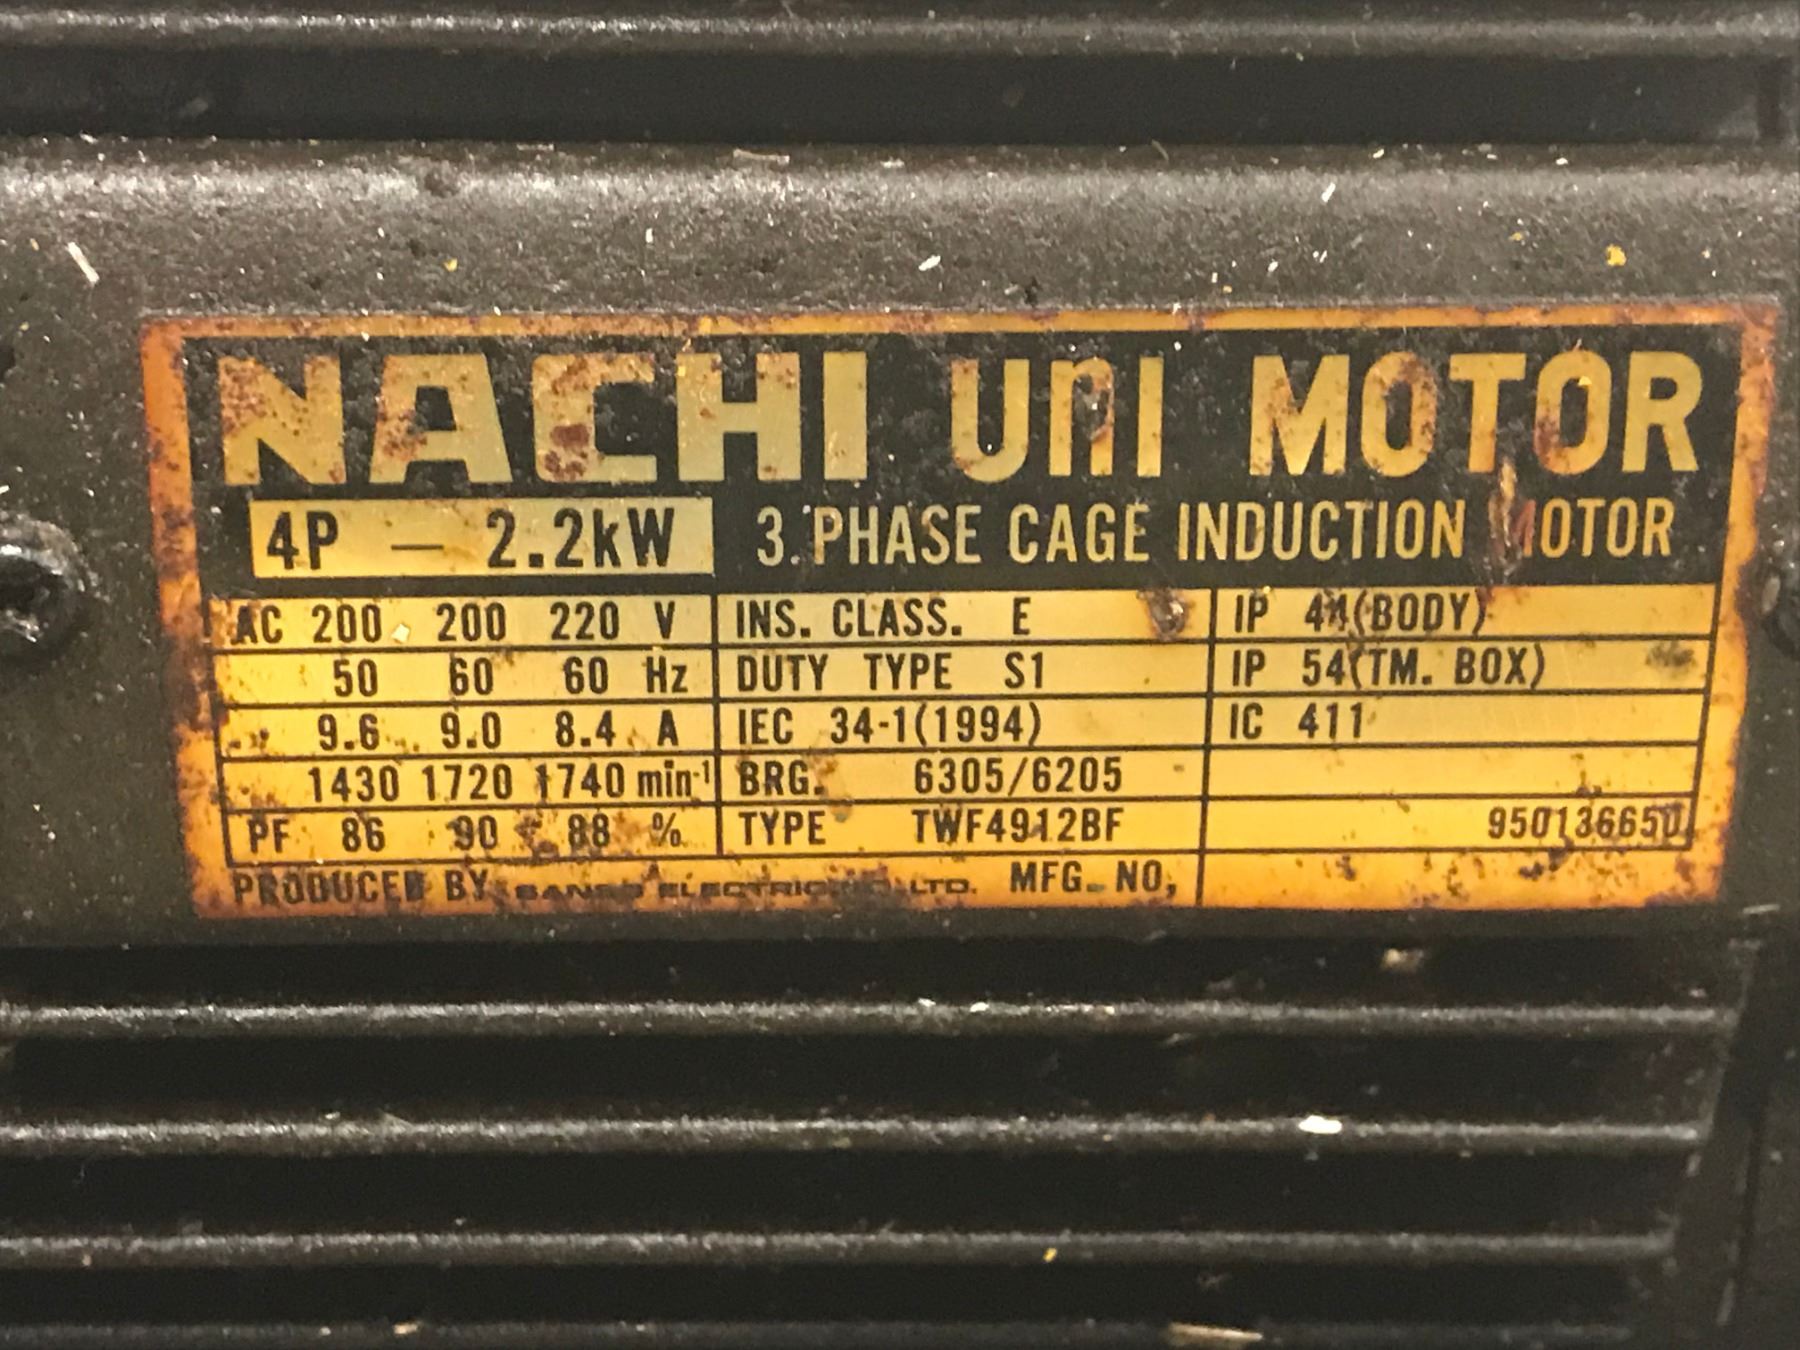 NACHI UNI MOTOR
4P — 2.2kW 3.PHASE CAGE INDUCTION MOTOR
AC 200 200 220 V INS. CLASS. E IP 44(BODY)
50 60 60 Hz DUTY TYPE S1 IP 54(TM. BOX)
9.6 9.0 8.4 A IEC 34-1(1994) IC 411
1430 1720 1740 min-1 BRG. 6305/6205
PF 86 90 88 % TYPE TWF4912BF 950136650
PRODUCED BY ELECTRIC LTD. MFG. NO,